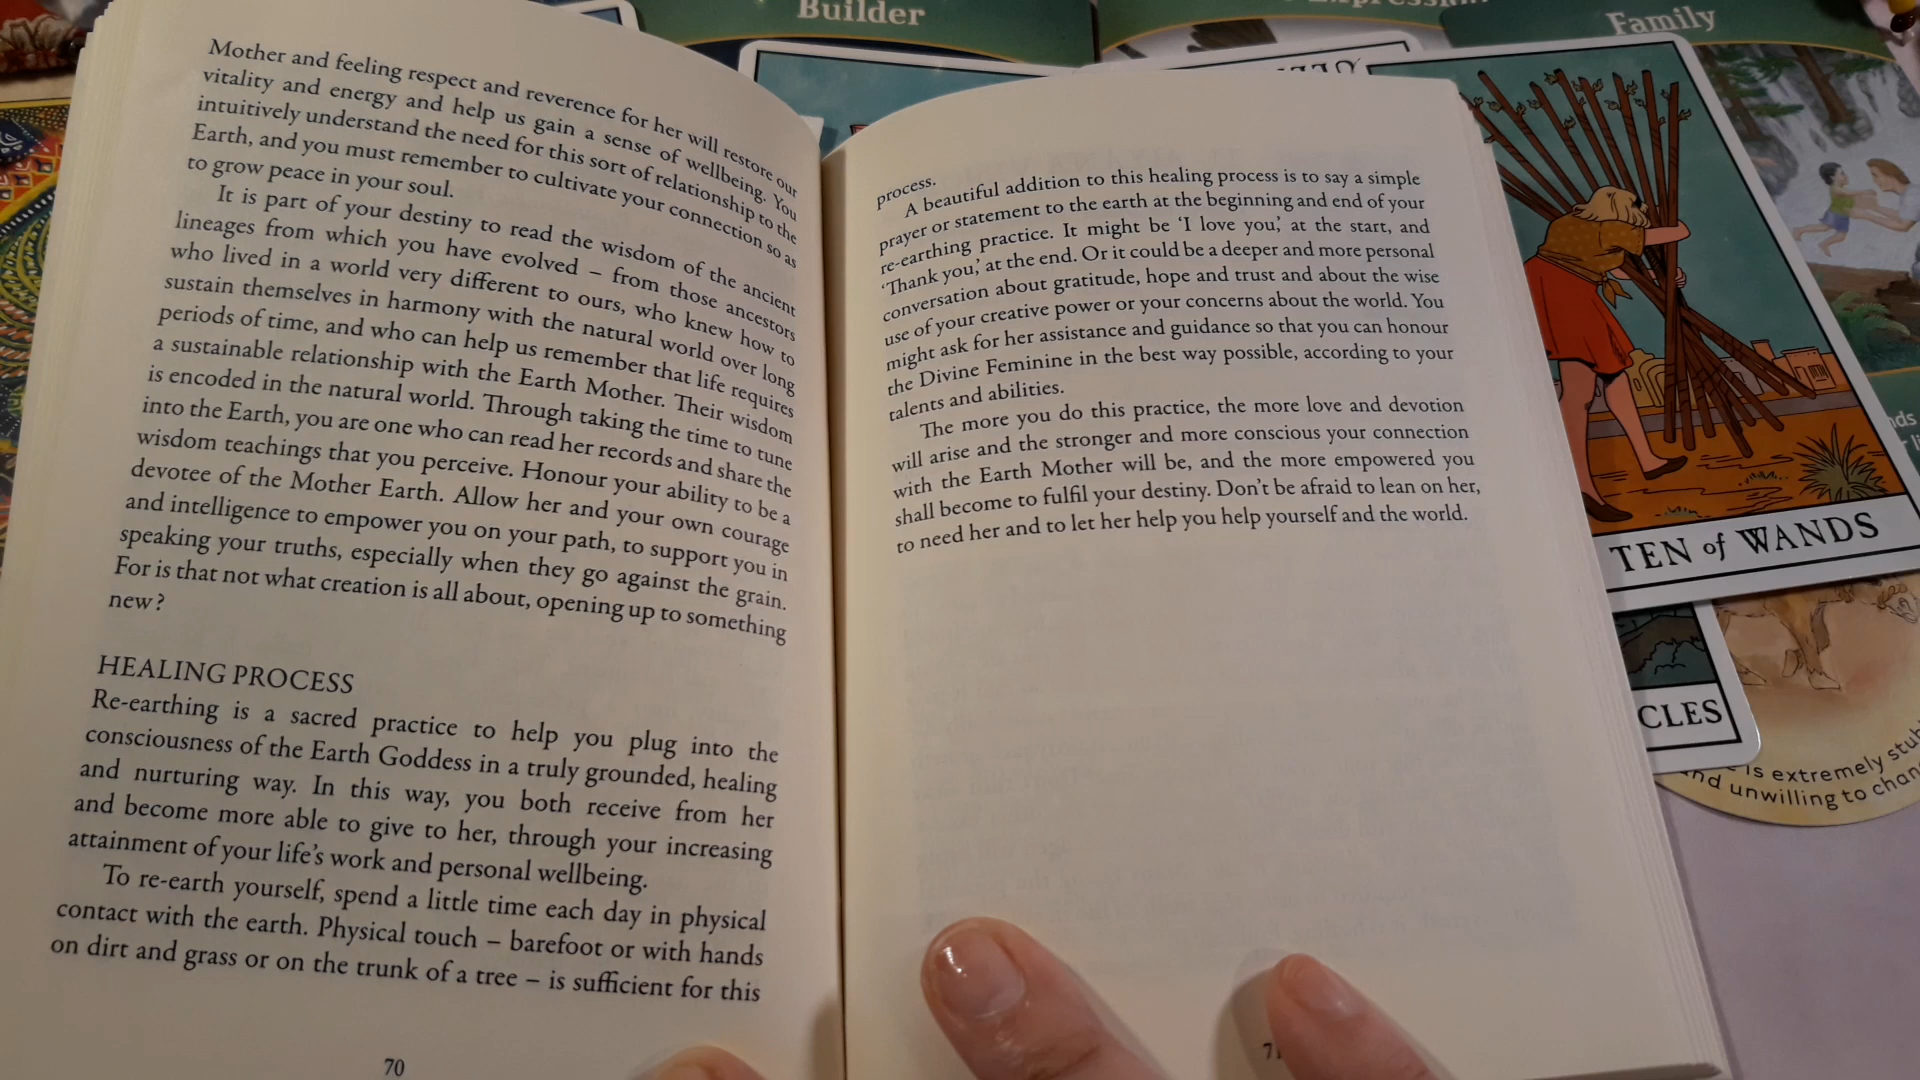 Builder
Family
Mother and feeling respect and reverence for her will restore our
vitality and energy and help us gain a sense of wellbeing. You
intuitively understand the need for this sort of relationship to the
Earth, and you must remember to cultivate your connection so as
to grow peace in your soul.
It is part of your destiny to read the wisdom of the ancient
lineages from which you have evolved – from those ancestors
who lived in a world very different to ours, who knew how to
sustain themselves in harmony with the natural world over long
periods of time, and who can help us remember that life requires
a sustainable relationship with the Earth Mother. Their wisdom
is encoded in the natural world. Through taking the time to tune
into the Earth, you are one who can read her records and share the
wisdom teachings that you perceive. Honour your ability to be a
devotee of the Mother Earth. Allow her and your own courage
and intelligence to empower you on your path, to support you in
speaking your truths, especially when they go against the grain.
For is that not what creation is all about, opening up to something
new?
HEALING PROCESS
Re-earthing is a sacred practice to help you plug into the
consciousness of the Earth Goddess in a truly grounded, healing
and nurturing way. In this way, you both receive from her
and become more able to give to her, through your increasing
attainment of your life's work and personal wellbeing.
To re-earth yourself, spend a little time each day in physical
contact with the earth. Physical touch – barefoot or with hands
on dirt and grass or on the trunk of a tree – is sufficient for this
70
process.
A beautiful addition to this healing process is to say a simple
prayer or statement to the earth at the beginning and end of your
re-earthing practice. It might be 'I love you,' at the start, and
'Thank you,' at the end. Or it could be a deeper and more personal
conversation about gratitude, hope and trust and about the wise
use of your creative power or your concerns about the world. You
might ask for her assistance and guidance so that you can honour
the Divine Feminine in the best way possible, according to your
talents and abilities.
The more you do this practice, the more love and devotion
will arise and the stronger and more conscious your connection
with the Earth Mother will be, and the more empowered you
shall become to fulfil your destiny. Don't be afraid to lean on her,
to need her and to let her help you help yourself and the world.
71
TEN of WANDS
CLES
is extremely stub
and unwilling to chan